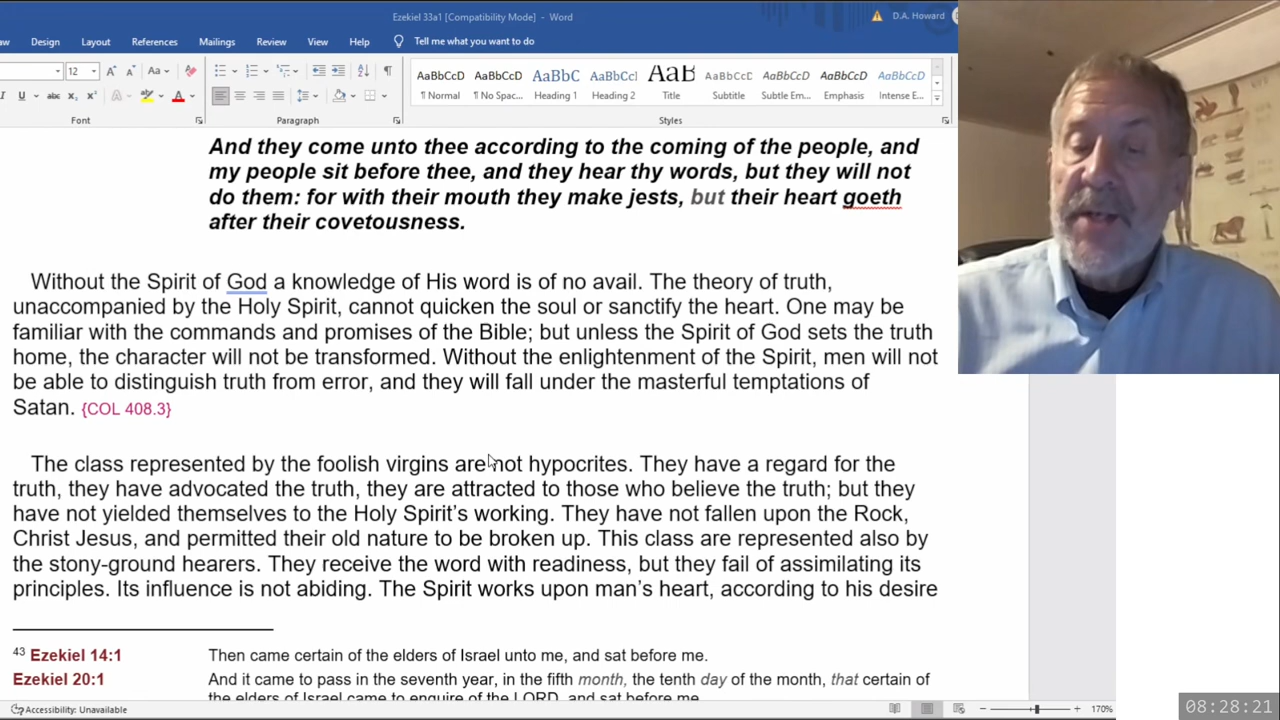 Ezekiel 33a1 [Compatibility Mode] - Word
D.A. Howard
Design Layout References Mailings Review View Help Tell me what you want to do
12 Aa
AaBbCcD AaBbCcD AaBbC AaBbCcI AaB AaBbCcD AaBbCcD AaBbCcD AaBbCcD
¶ Normal ¶ No Spac... Heading 1 Heading 2 Title Subtitle Subtle Em... Emphasis Intense E...
Font Paragraph Styles
And they come unto thee according to the coming of the people, and
my people sit before thee, and they hear thy words, but they will not
do them: for with their mouth they make jests, but their heart goeth
after their covetousness.
Without the Spirit of God a knowledge of His word is of no avail. The theory of truth,
unaccompanied by the Holy Spirit, cannot quicken the soul or sanctify the heart. One may be
familiar with the commands and promises of the Bible; but unless the Spirit of God sets the truth
home, the character will not be transformed. Without the enlightenment of the Spirit, men will not
be able to distinguish truth from error, and they will fall under the masterful temptations of
Satan. {COL 408.3}
The class represented by the foolish virgins are not hypocrites. They have a regard for the
truth, they have advocated the truth, they are attracted to those who believe the truth; but they
have not yielded themselves to the Holy Spirit's working. They have not fallen upon the Rock,
Christ Jesus, and permitted their old nature to be broken up. This class are represented also by
the stony-ground hearers. They receive the word with readiness, but they fail of assimilating its
principles. Its influence is not abiding. The Spirit works upon man's heart, according to his desire
43 Ezekiel 14:1 Then came certain of the elders of Israel unto me, and sat before me.
Ezekiel 20:1 And it came to pass in the seventh year, in the fifth month, the tenth day of the month, that certain of
the elders of Israel came to enquire of the LORD, and sat before me.
Accessibility: Unavailable 170%
08:28:21